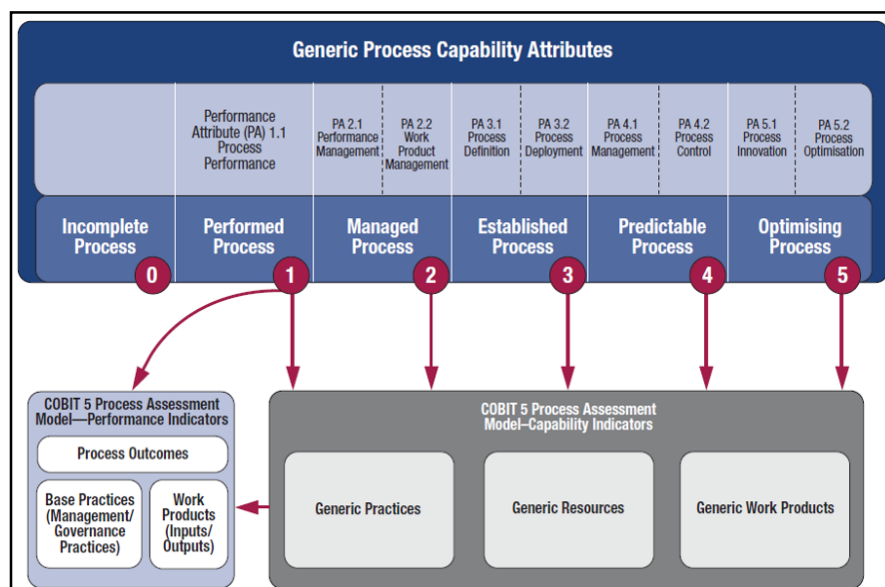 Generic Process Capability Attributes
Performance
Attribute (PA) 1.1
Process
Performance
PA 2.1
Performance
Management
PA 2.2
Work
Product
Management
PA 3.1
Process
Definition
PA 3.2
Process
Deployment
PA 4.1
Process
Management
PA 4.2
Process
Control
PA 5.1
Process
Innovation
PA 5.2
Process
Optimisation
Incomplete
Process
0
Performed
Process
1
Managed
Process
2
Established
Process
3
Predictable
Process
4
Optimising
Process
5
COBIT 5 Process Assessment
Model—Performance Indicators
Process Outcomes
Base Practices
(Management/
Governance
Practices)
Work
Products
(Inputs/
Outputs)
COBIT 5 Process Assessment
Model–Capability Indicators
Generic Practices
Generic Resources
Generic Work Products